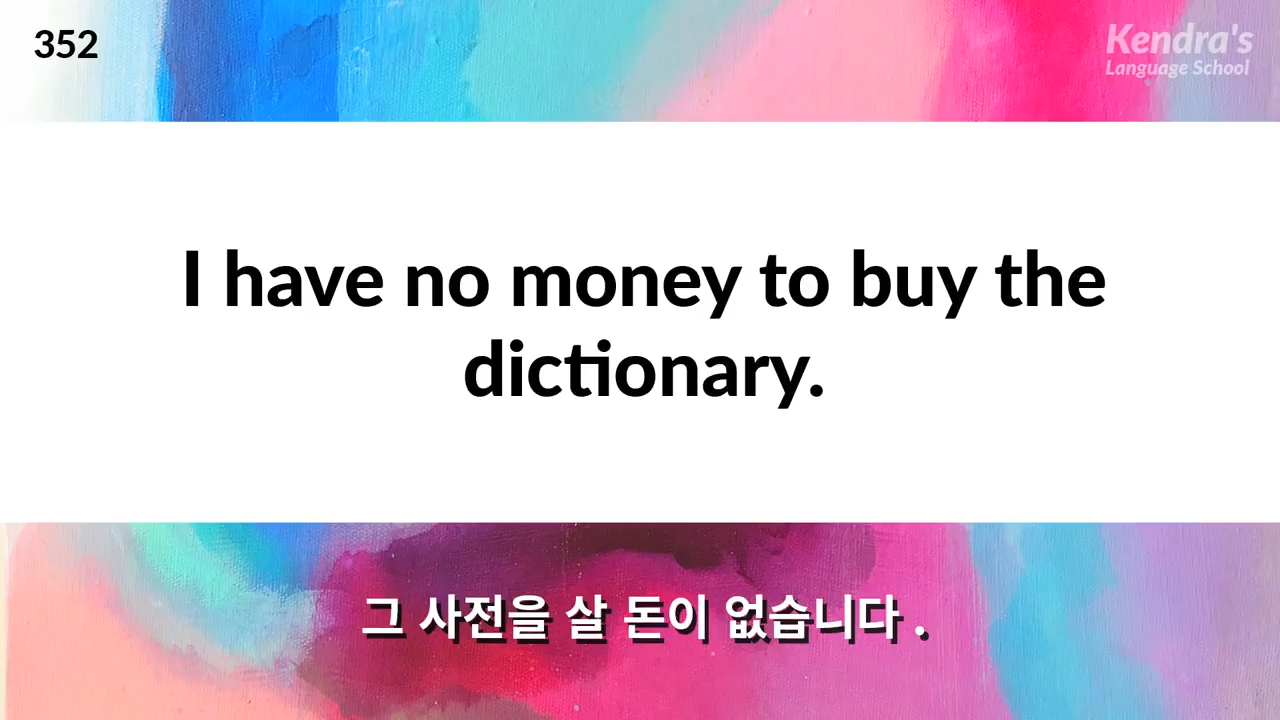 352
Kendra's
Language School
I have no money to buy the
dictionary.
그 사전을 살 돈이 없습니다 .